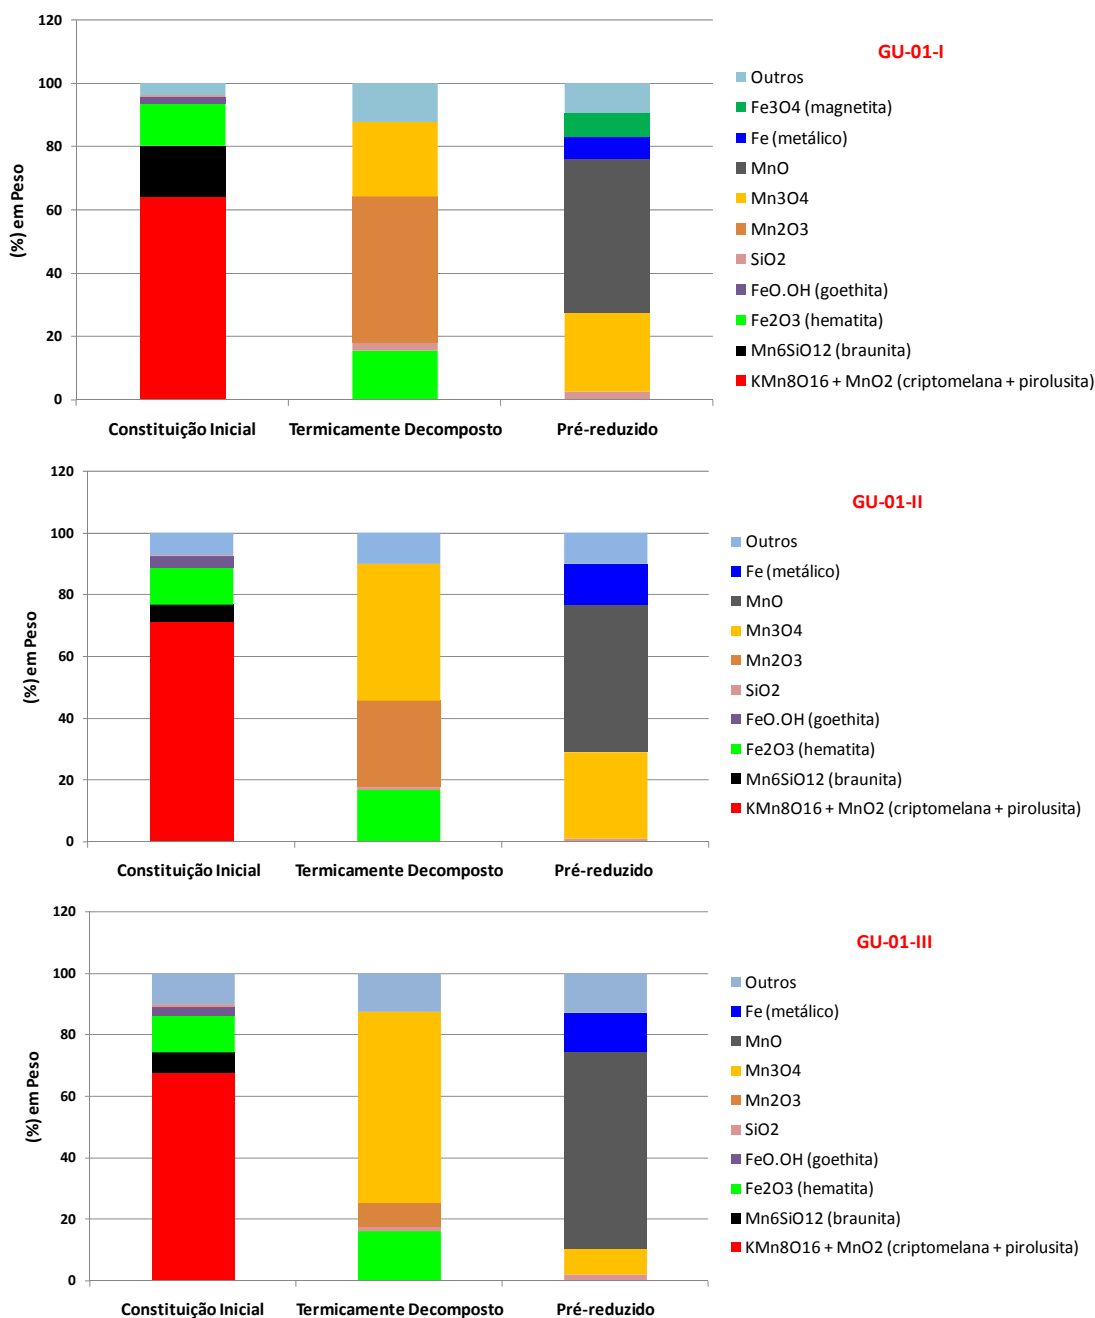 120
100
80
60
40
20
0
(%) em Peso
Constituição Inicial
Termicamente Decomposto
Pré-reduzido
GU-01-I
Outros
Fe3O4 (magnetita)
Fe (metálico)
MnO
Mn3O4
Mn2O3
SiO2
FeO.OH (goethita)
Fe2O3 (hematita)
Mn6SiO12 (braunita)
KMn8O16 + MnO2 (criptomelana + pirolusita)
120
100
80
60
40
20
0
(%) em Peso
Constituição Inicial
Termicamente Decomposto
Pré-reduzido
GU-01-II
Outros
Fe (metálico)
MnO
Mn3O4
Mn2O3
SiO2
FeO.OH (goethita)
Fe2O3 (hematita)
Mn6SiO12 (braunita)
KMn8O16 + MnO2 (criptomelana + pirolusita)
120
100
80
60
40
20
0
(%) em Peso
Constituição Inicial
Termicamente Decomposto
Pré-reduzido
GU-01-III
Outros
Fe (metálico)
MnO
Mn3O4
Mn2O3
SiO2
FeO.OH (goethita)
Fe2O3 (hematita)
Mn6SiO12 (braunita)
KMn8O16 + MnO2 (criptomelana + pirolusita)